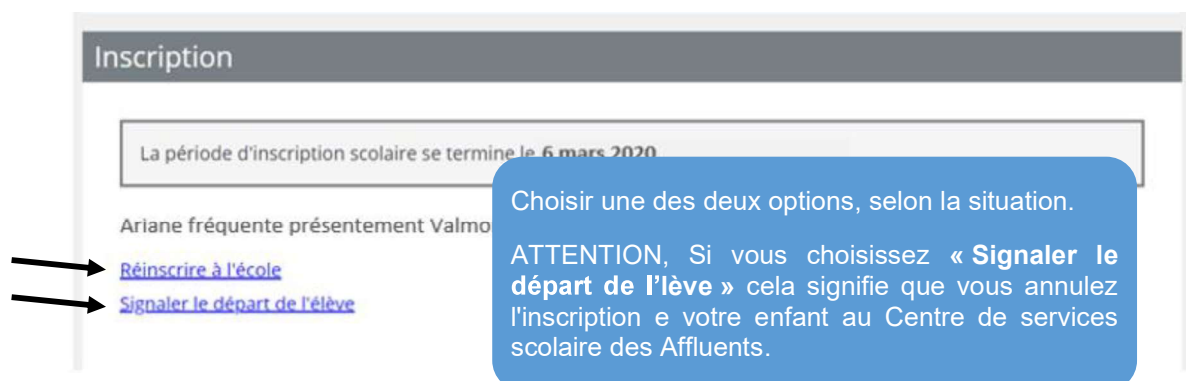 Inscription
La période d'inscription scolaire se termine le 6 mars 2020
Ariane fréquente présentement Valmo
Réinscrire à l'école
Signaler le départ de l'élève
Choisir une des deux options, selon la situation.
ATTENTION, Si vous choisissez « Signaler le
départ de l’lève » cela signifie que vous annulez
l'inscription e votre enfant au Centre de services
scolaire des Affluents.